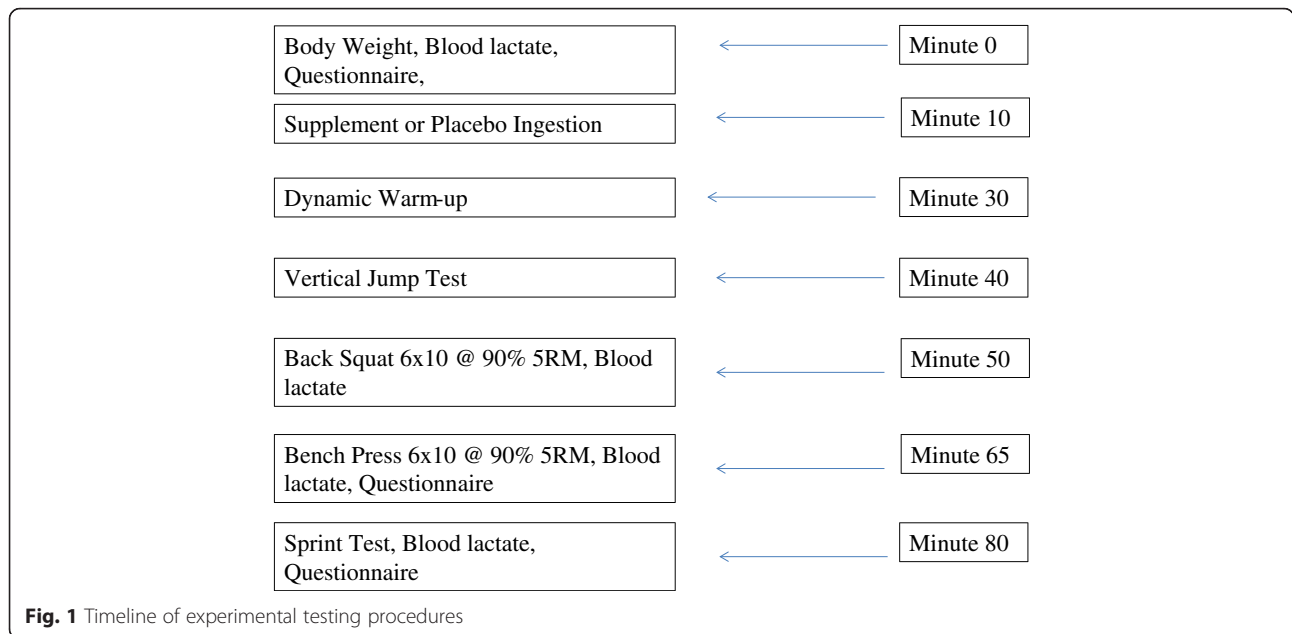 Body Weight, Blood lactate,
Questionnaire,
Minute 0
Supplement or Placebo Ingestion
Minute 10
Dynamic Warm-up
Minute 30
Vertical Jump Test
Minute 40
Back Squat 6x10 @ 90% 5RM, Blood
lactate
Minute 50
Bench Press 6x10 @ 90% 5RM, Blood
lactate, Questionnaire
Minute 65
Sprint Test, Blood lactate,
Questionnaire
Minute 80
Fig. 1 Timeline of experimental testing procedures